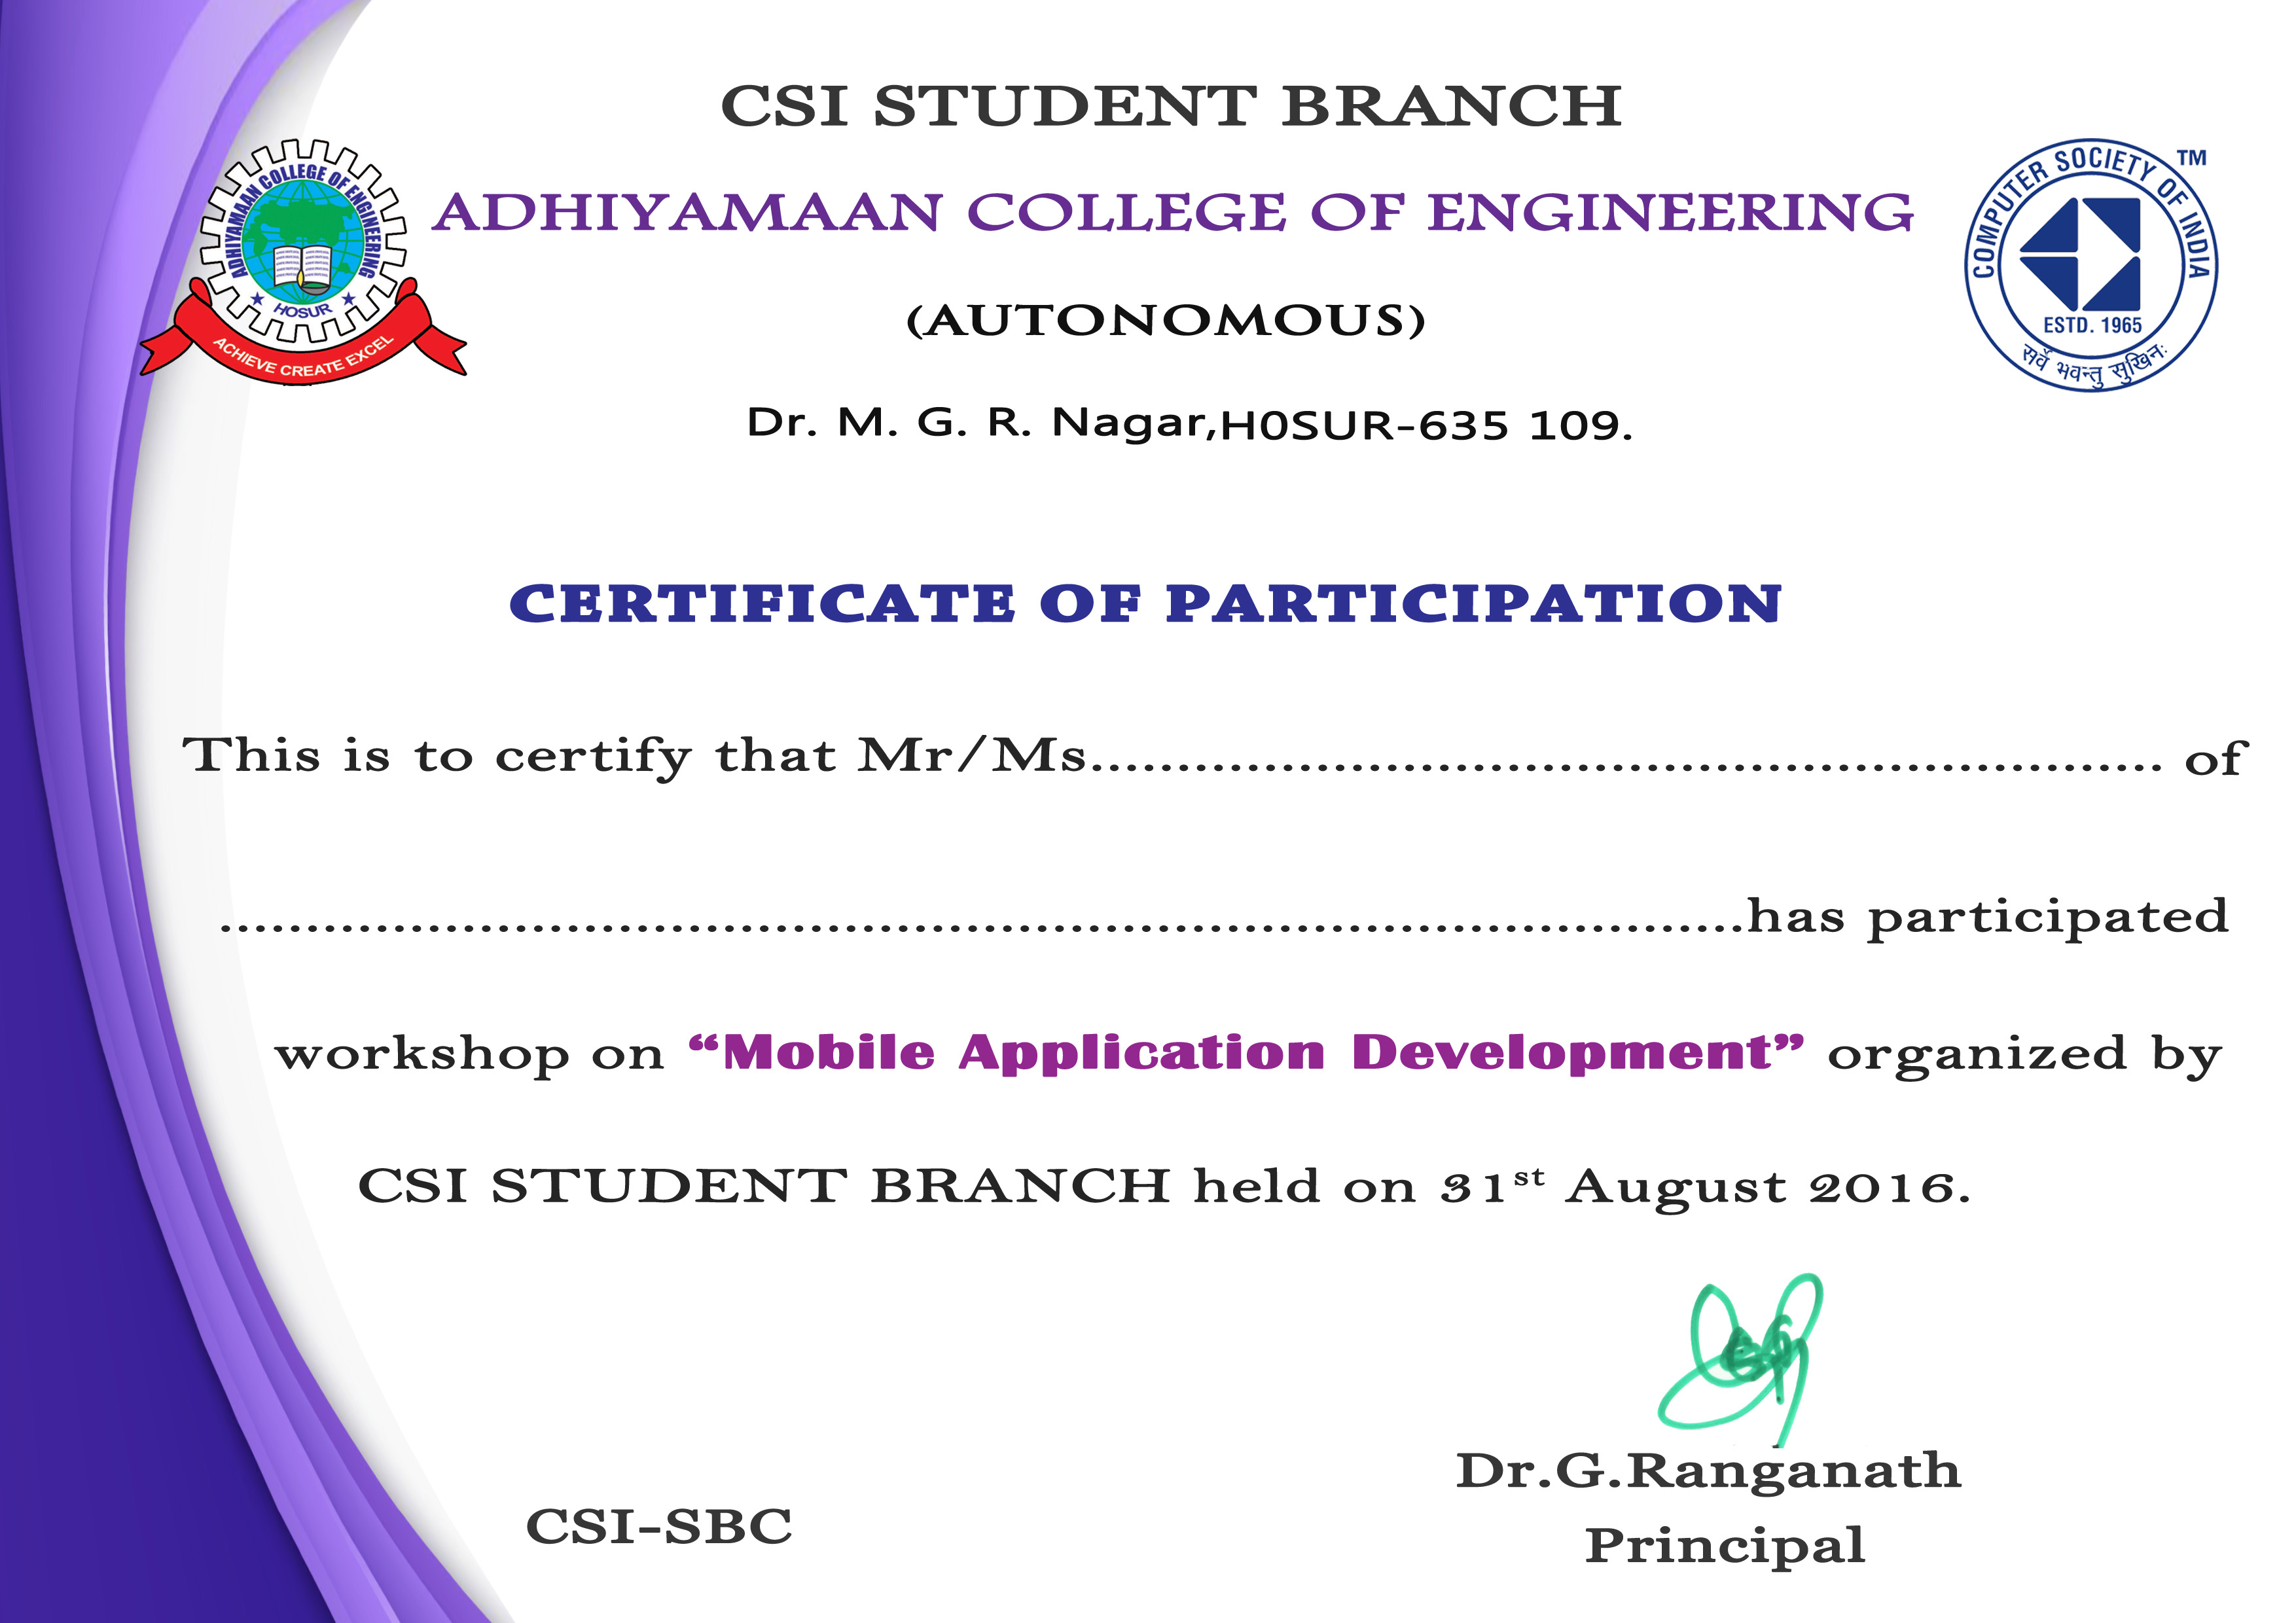 CSI STUDENT BRANCH
ADHIYAMAAN COLLEGE OF ENGINEERING
(AUTONOMOUS)
Dr. M. G. R. Nagar,H0SUR-635 109.
ADHIYAMAAN COLLEGE OF ENGINEERING
HOSUR
ACHIEVE CREATE EXCEL
COMPUTER SOCIETY OF INDIA
TM
ESTD. 1965
सर्वे भवन्तु सुखिनः
CERTIFICATE OF PARTICIPATION
This is to certify that Mr/Ms.............................................................. of
........................................................................................has participated
workshop on “Mobile Application Development” organized by
CSI STUDENT BRANCH held on 31st August 2016.
Dr.G.Ranganath
CSI-SBC
Principal